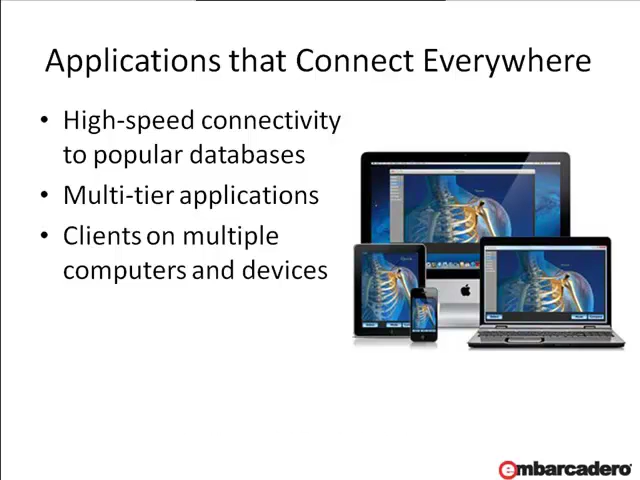 Applications that Connect Everywhere
• High-speed connectivity
to popular databases
• Multi-tier applications
• Clients on multiple
computers and devices
embarcadero